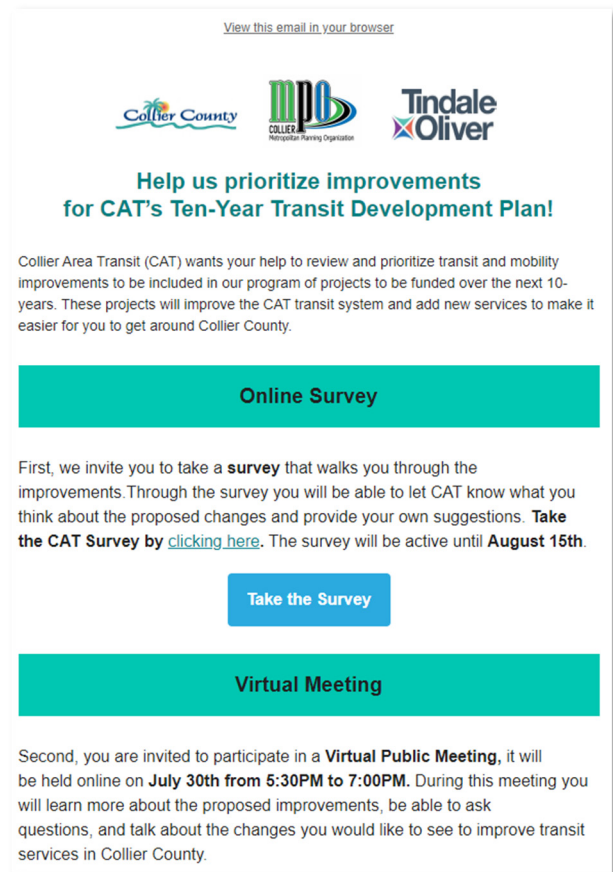 View this email in your browser
Collier County
mpo
COLLIER
Metropolitan Planning Organization
Tindale
Oliver
Help us prioritize improvements
for CAT's Ten-Year Transit Development Plan!
Collier Area Transit (CAT) wants your help to review and prioritize transit and mobility
improvements to be included in our program of projects to be funded over the next 10-
years. These projects will improve the CAT transit system and add new services to make it
easier for you to get around Collier County.
Online Survey
First, we invite you to take a survey that walks you through the
improvements.Through the survey you will be able to let CAT know what you
think about the proposed changes and provide your own suggestions. Take
the CAT Survey by clicking here. The survey will be active until August 15th.
Take the Survey
Virtual Meeting
Second, you are invited to participate in a Virtual Public Meeting, it will
be held online on July 30th from 5:30PM to 7:00PM. During this meeting you
will learn more about the proposed improvements, be able to ask
questions, and talk about the changes you would like to see to improve transit
services in Collier County.